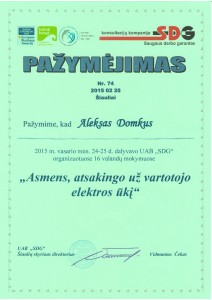 konsultacijų kompanija SDG
Saugaus darbo garantas
PAŽYMĖJIMAS
Nr. 74
2015 02 25
Šiauliai
Pažymime, kad Aleksas Domkus
2015 m. vasario mėn. 24-25 d. dalyvavo UAB „SDG“
organizuotuose 16 valandų mokymuose
„Asmens, atsakingo už vartotojo
elektros ūkį“
UAB „SDG“
Šiaulių skyriaus direktorius
Vidmantas Čekas